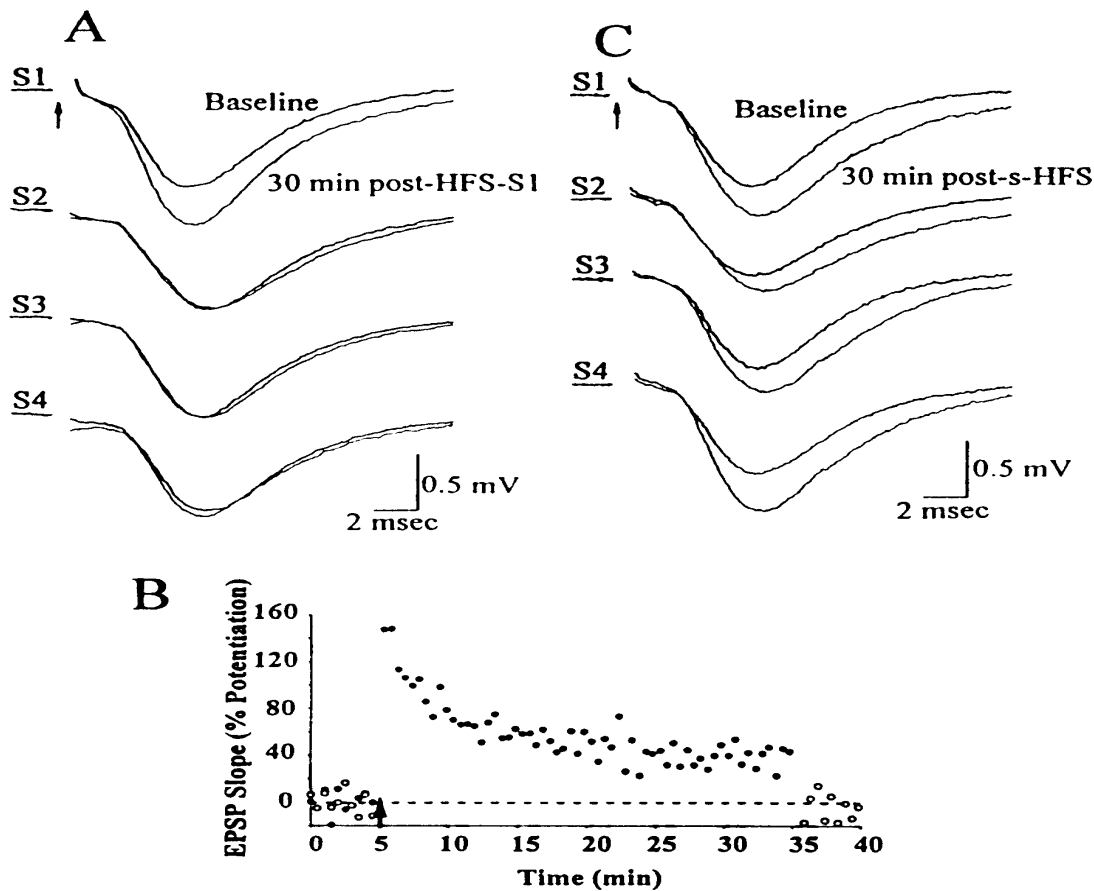 A
S1
Baseline
30 min post-HFS-S1
S2
S3
S4
0.5 mV
2 msec
C
S1
Baseline
30 min post-s-HFS
S2
S3
S4
0.5 mV
2 msec
B
EPSP Slope (% Potentiation)
160
120
80
40
0
0 5 10 15 20 25 30 35 40
Time (min)